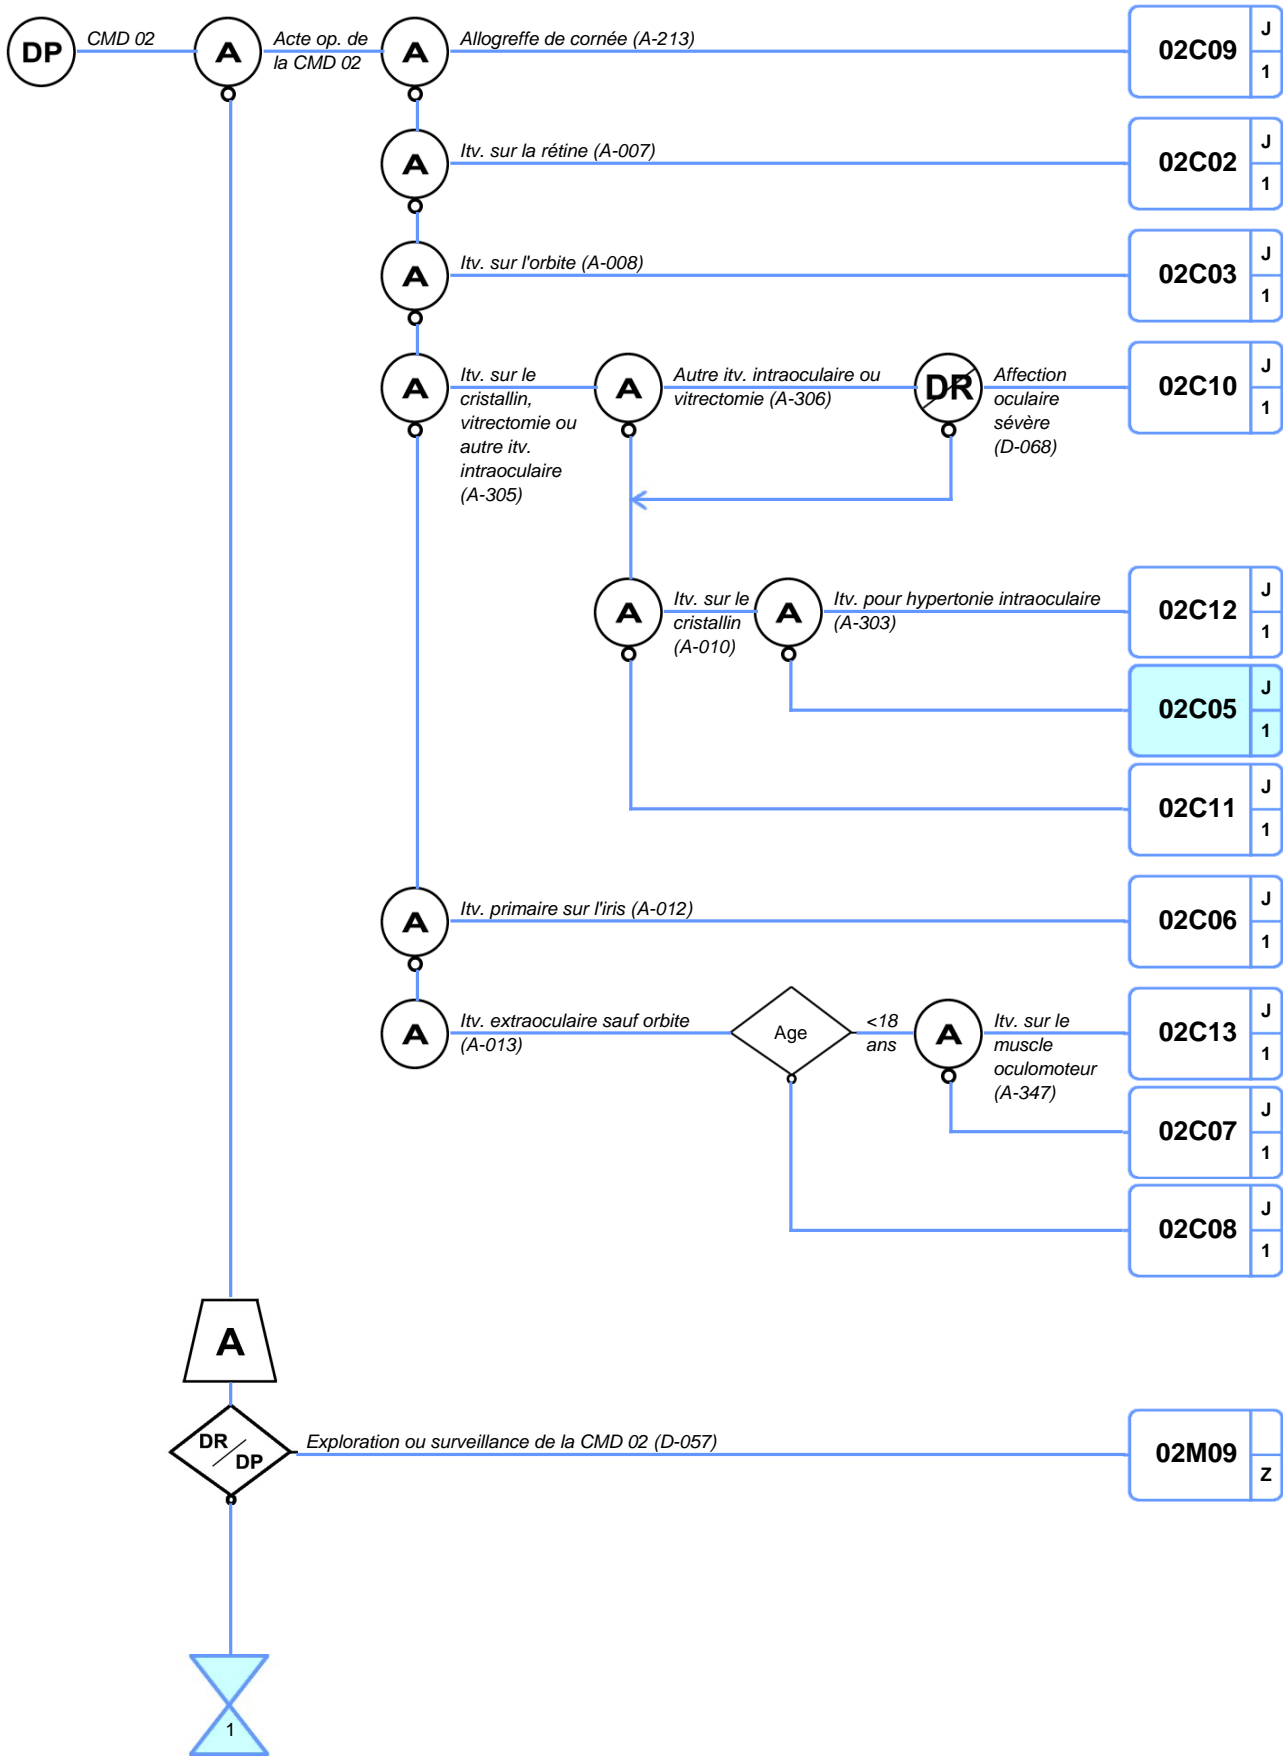 DP
CMD 02
A
Acte op. de
la CMD 02
A
Allogreffe de cornée (A-213)
02C09
J
1
A
Itv. sur la rétine (A-007)
02C02
J
1
A
Itv. sur l'orbite (A-008)
02C03
J
1
A
Itv. sur le
cristallin,
vitrectomie ou
autre itv.
intraoculaire
(A-305)
A
Autre itv. intraoculaire ou
vitrectomie (A-306)
DR
Affection
oculaire
sévère
(D-068)
02C10
J
1
A
Itv. sur le
cristallin
(A-010)
A
Itv. pour hypertonie intraoculaire
(A-303)
02C12
J
1
02C05
J
1
02C11
J
1
A
Itv. primaire sur l'iris (A-012)
02C06
J
1
A
Itv. extraoculaire sauf orbite
(A-013)
Age
<18
ans
A
Itv. sur le
muscle
oculomoteur
(A-347)
02C13
J
1
02C07
J
1
02C08
J
1
A
DR
DP
Exploration ou surveillance de la CMD 02 (D-057)
02M09
Z
1